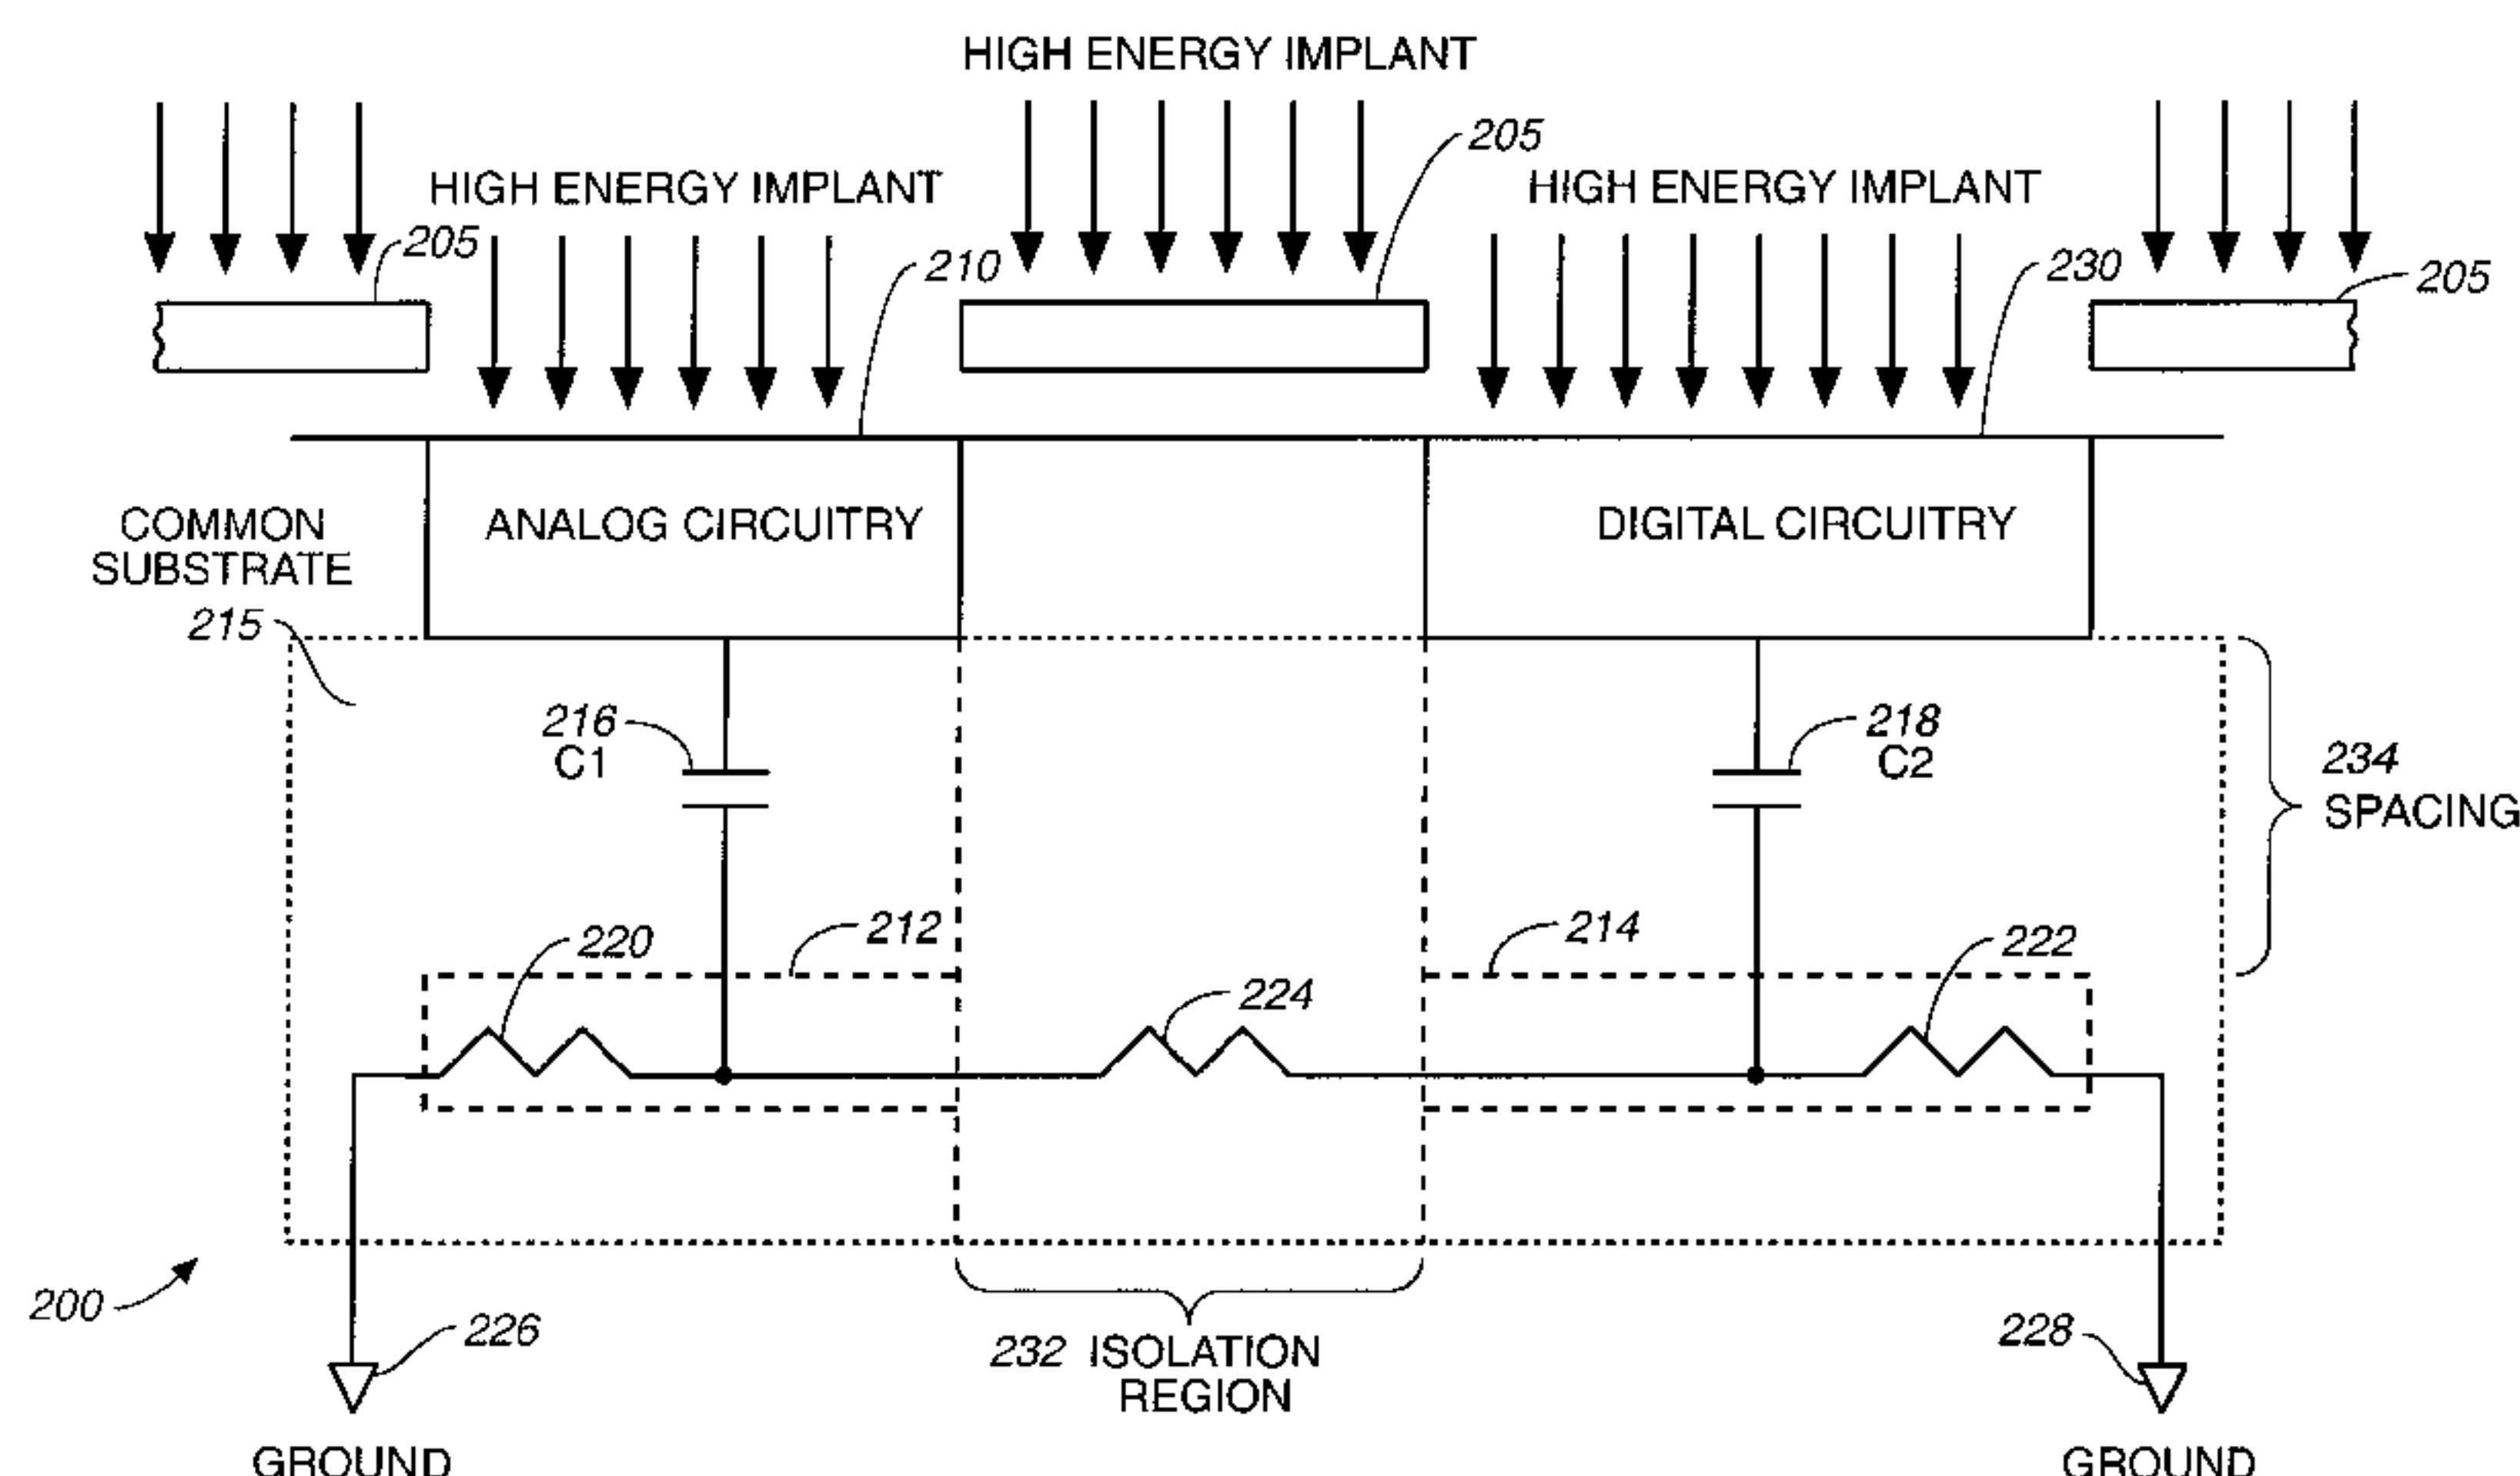 HIGH ENERGY IMPLANT
205
HIGH ENERGY IMPLANT
HIGH ENERGY IMPLANT
205
210
230
205
COMMON
SUBSTRATE
215
ANALOG CIRCUITRY
DIGITAL CIRCUITRY
216
C1
218
C2
234
SPACING
220
212
224
214
222
200
226
232 ISOLATION
REGION
228
GROUND
GROUND